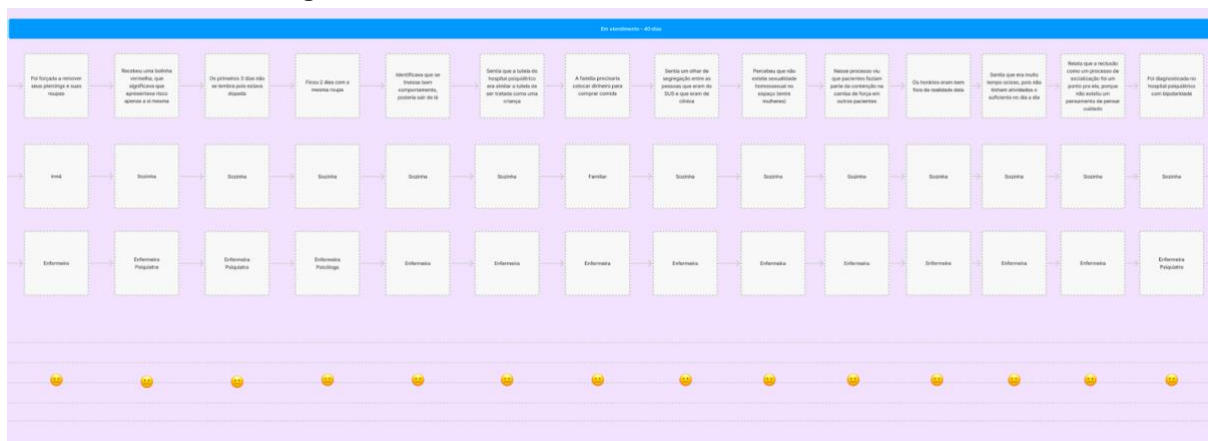 Em atendimento - 40 dias
Foi forçada a remover
seus piercings e suas
roupas
Recebeu uma bolinha
vermelha, que
significava que
apresentava risco
apenas a si mesma
Os primeiros 3 dias não
se lembra pois estava
dopada
Ficou 2 dias com a
mesma roupa
Identificava que se
tivesse bom
comportamento,
poderia sair de lá
Sentia que a tutela do
hospital psiquiátrico
era similar a tutela de
ser tratada como uma
criança
A família precisaria
colocar dinheiro para
comprar comida
Sentia um olhar de
segregação entre as
pessoas que eram do
SUS e que eram de
clínica
Percebeu que não
existia sexualidade
homossexual no
espaço (entre
mulheres)
Nesse processo viu
que pacientes faziam
parte da contenção na
camisa de força em
outros pacientes
Os horários eram bem
fora da realidade dela
Sentia que era muito
tempo ocioso, pois não
tinham atividades o
suficiente no dia a dia
Relata que a reclusão
como um processo de
socialização foi um
ponto pra ela, porque
não existiu um
pensamento de pensar
cuidado
Foi diagnosticada no
hospital psiquiátrico
com bipolaridade
Irmã
Sozinha
Sozinha
Sozinha
Sozinha
Sozinha
Familiar
Sozinha
Sozinha
Sozinha
Sozinha
Sozinha
Sozinha
Sozinha
Enfermeira
Enfermeira
Psiquiatra
Enfermeira
Psiquiatra
Enfermeira
Psicóloga
Enfermeira
Enfermeira
Enfermeira
Enfermeira
Enfermeira
Enfermeira
Enfermeira
Enfermeira
Enfermeira
Enfermeira
Psiquiatra